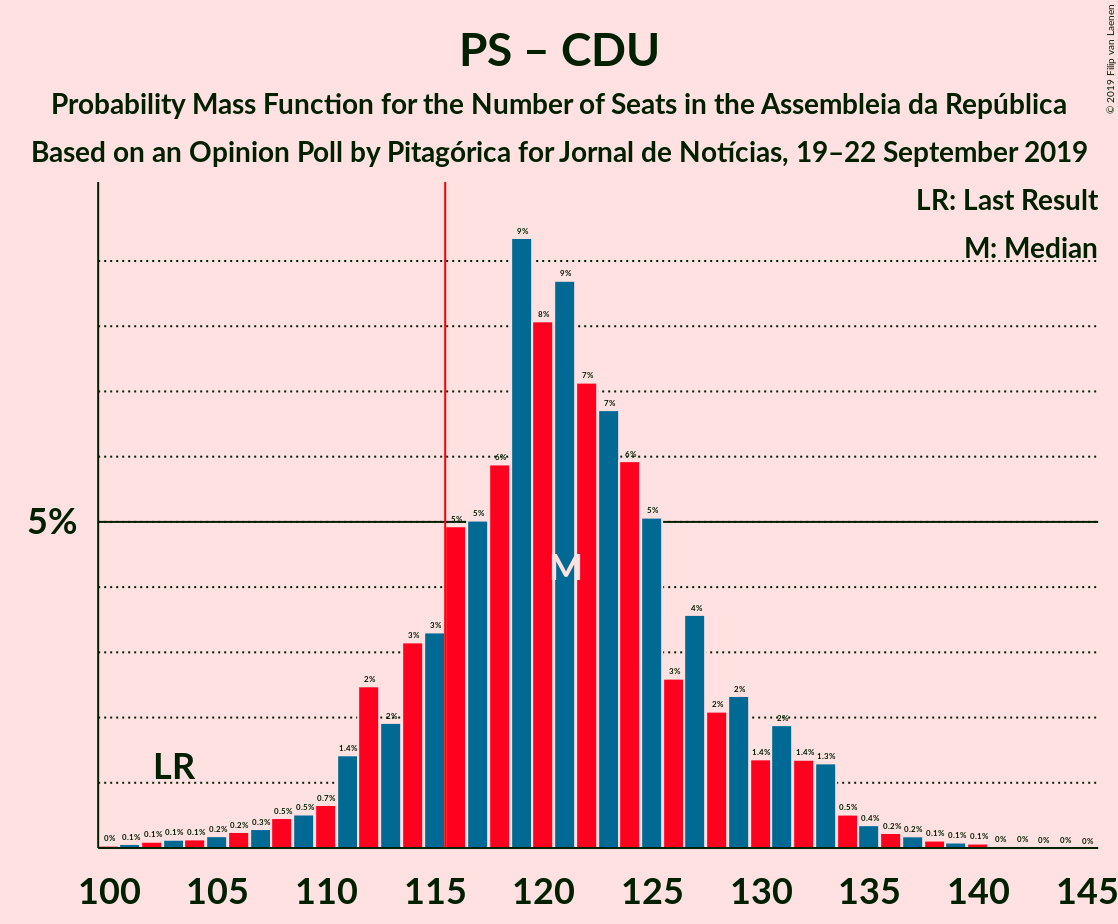 PS – CDU
Probability Mass Function for the Number of Seats in the Assembleia da República
Based on an Opinion Poll by Pitagórica for Jornal de Notícias, 19–22 September 2019
© 2019 Filip van Laenen
LR: Last Result
M: Median
5%
LR
M
0% 0.1% 0.1% 0.1% 0.1% 0.2% 0.2% 0.3% 0.5% 0.5% 0.7% 1.4% 2% 2% 3% 3% 5% 5% 6% 9% 8% 9% 7% 7% 6% 5% 3% 4% 2% 2% 1.4% 2% 1.4% 1.3% 0.5% 0.4% 0.2% 0.2% 0.1% 0.1% 0.1% 0% 0% 0% 0% 0%
100 105 110 115 120 125 130 135 140 145